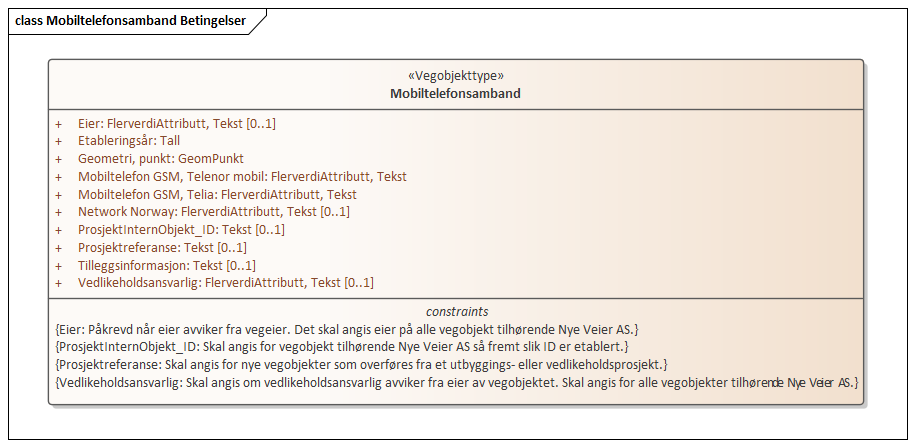 class Mobiltelefonsamband Betingelser
«Vegobjekttype»
Mobiltelefonsamband
+ Eier: FlerverdiAttributt, Tekst [0..1]
+ Etableringsår: Tall
+ Geometri, punkt: GeomPunkt
+ Mobiltelefon GSM, Telenor mobil: FlerverdiAttributt, Tekst
+ Mobiltelefon GSM, Telia: FlerverdiAttributt, Tekst
+ Network Norway: FlerverdiAttributt, Tekst [0..1]
+ ProsjektInternObjekt_ID: Tekst [0..1]
+ Prosjektreferanse: Tekst [0..1]
+ Tilleggsinformasjon: Tekst [0..1]
+ Vedlikeholdsansvarlig: FlerverdiAttributt, Tekst [0..1]
constraints
{Eier: Påkrevd når eier avviker fra vegeier. Det skal angis eier på alle vegobjekt tilhørende Nye Veier AS.}
{ProsjektInternObjekt_ID: Skal angis for vegobjekt tilhørende Nye Veier AS så fremt slik ID er etablert.}
{Prosjektreferanse: Skal angis for nye vegobjekter som overføres fra et utbyggings- eller vedlikeholdsprosjekt.}
{Vedlikeholdsansvarlig: Skal angis om vedlikeholdsansvarlig avviker fra eier av vegobjektet. Skal angis for alle vegobjekter tilhørende Nye Veier AS.}